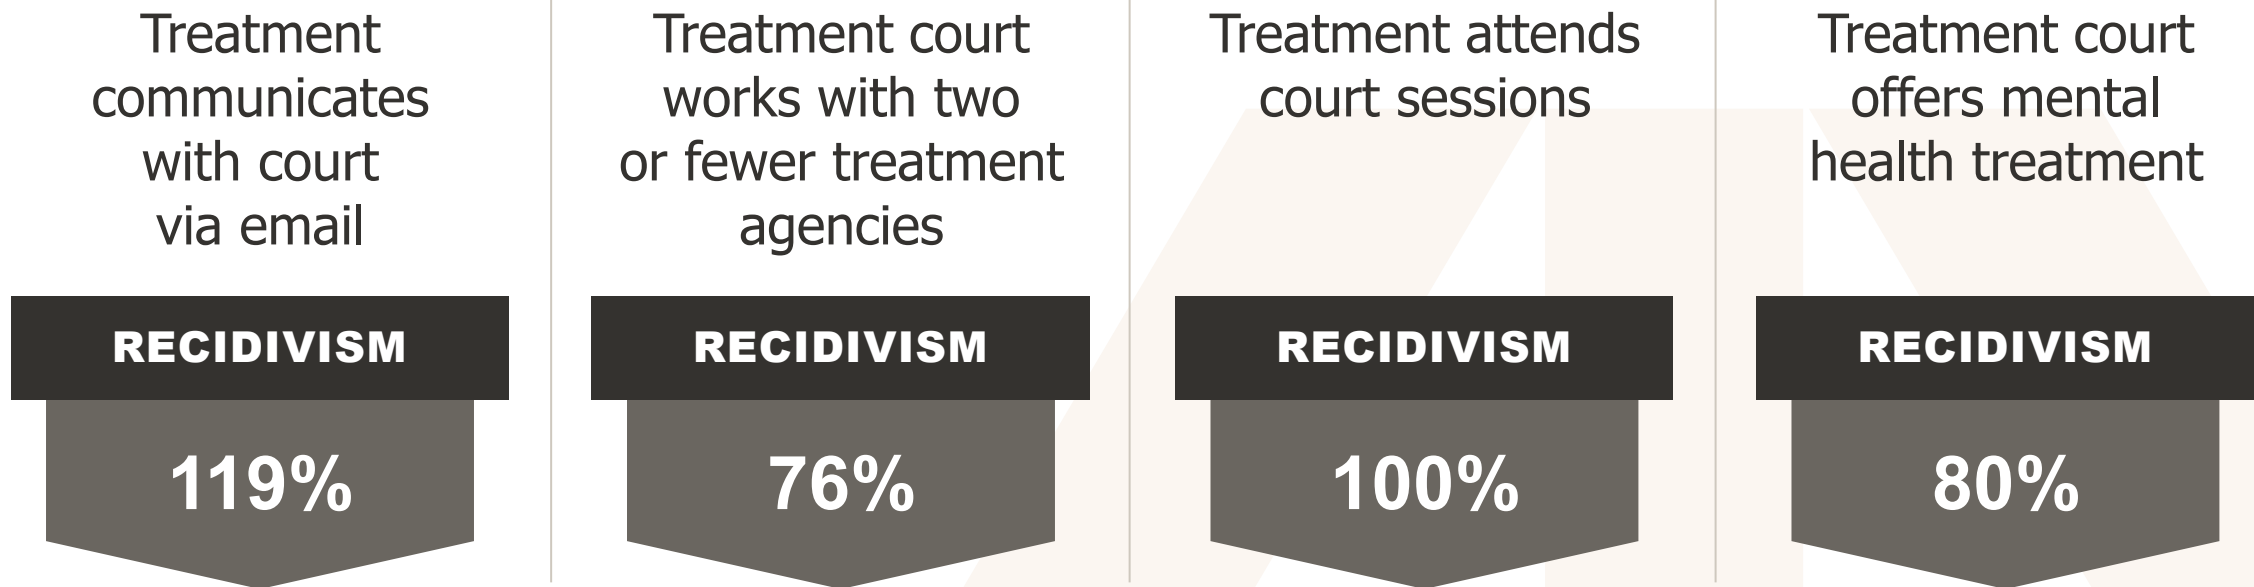 Treatment
communicates
with court
via email
RECIDIVISM
119%
Treatment court
works with two
or fewer treatment
agencies
RECIDIVISM
76%
Treatment attends
court sessions
RECIDIVISM
100%
Treatment court
offers mental
health treatment
RECIDIVISM
80%